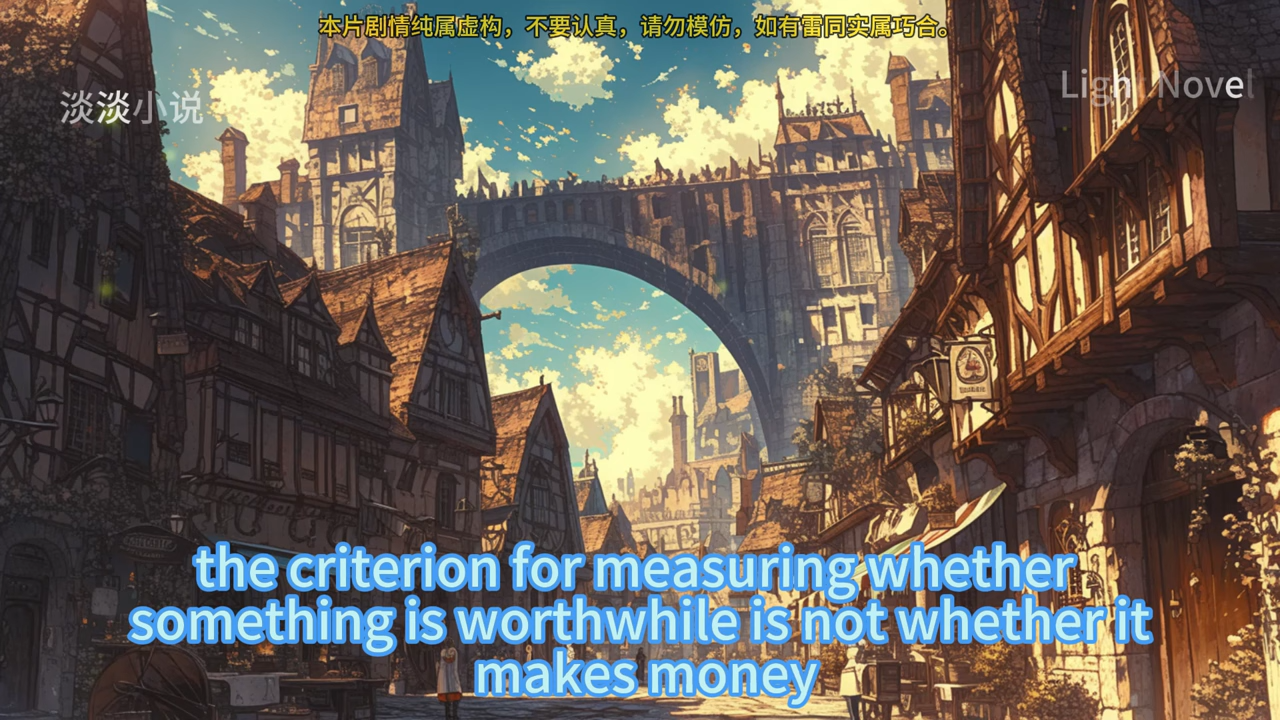 本片剧情纯属虚构，不要认真，请勿模仿，如有雷同实属巧合。
淡淡小说
Light Novel
the criterion for measuring whether
something is worthwhile is not whether it
makes money